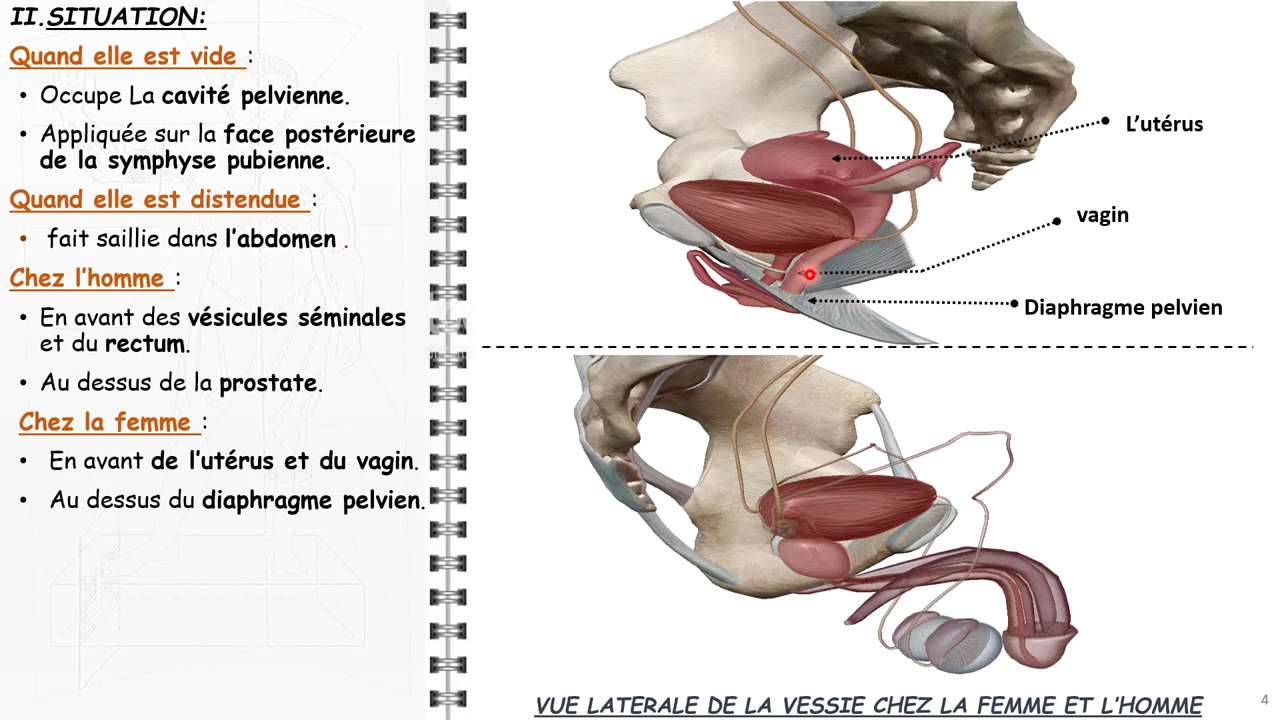 II.SITUATION:
Quand elle est vide :
• Occupe La cavité pelvienne.
• Appliquée sur la face postérieure
de la symphyse pubienne.
Quand elle est distendue :
• fait saillie dans l'abdomen .
Chez l'homme :
• En avant des vésicules séminales
et du rectum.
• Au dessus de la prostate.
Chez la femme :
• En avant de l'utérus et du vagin.
• Au dessus du diaphragme pelvien.
L'utérus
vagin
Diaphragme pelvien
VUE LATERALE DE LA VESSIE CHEZ LA FEMME ET L'HOMME
4